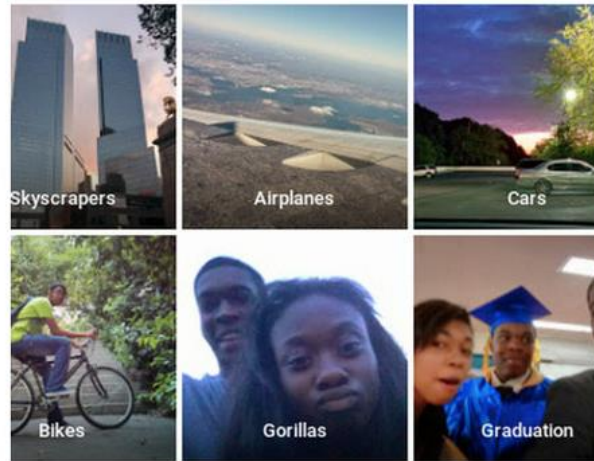 Skyscrapers
Airplanes
Cars
Bikes
Gorillas
Graduation